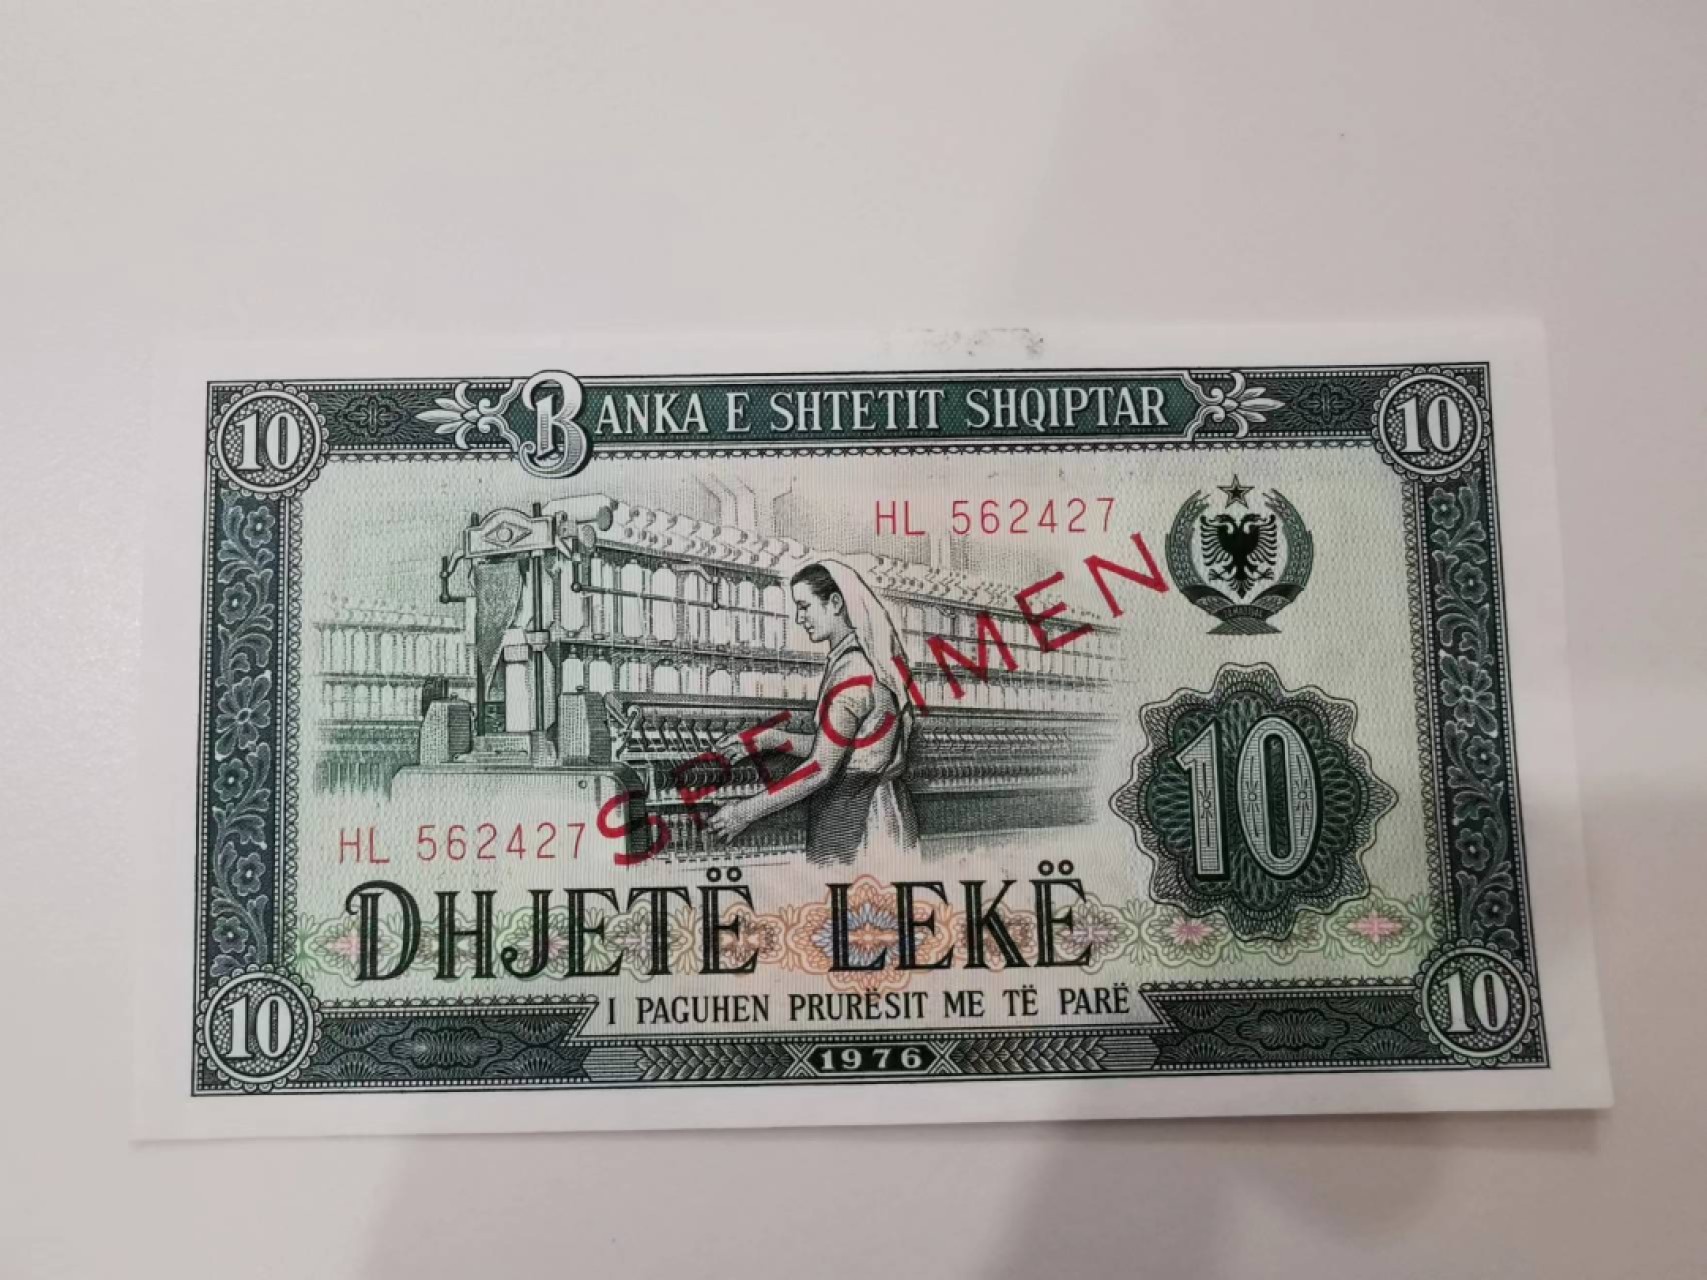 10
BANKA E SHTETIT SHQIPTAR
10
HL 562427
SPECIMEN
10
HL 562427
DHJETË LEKË
I PAGUHEN PRURËSIT ME TË PARË
10
1976
10